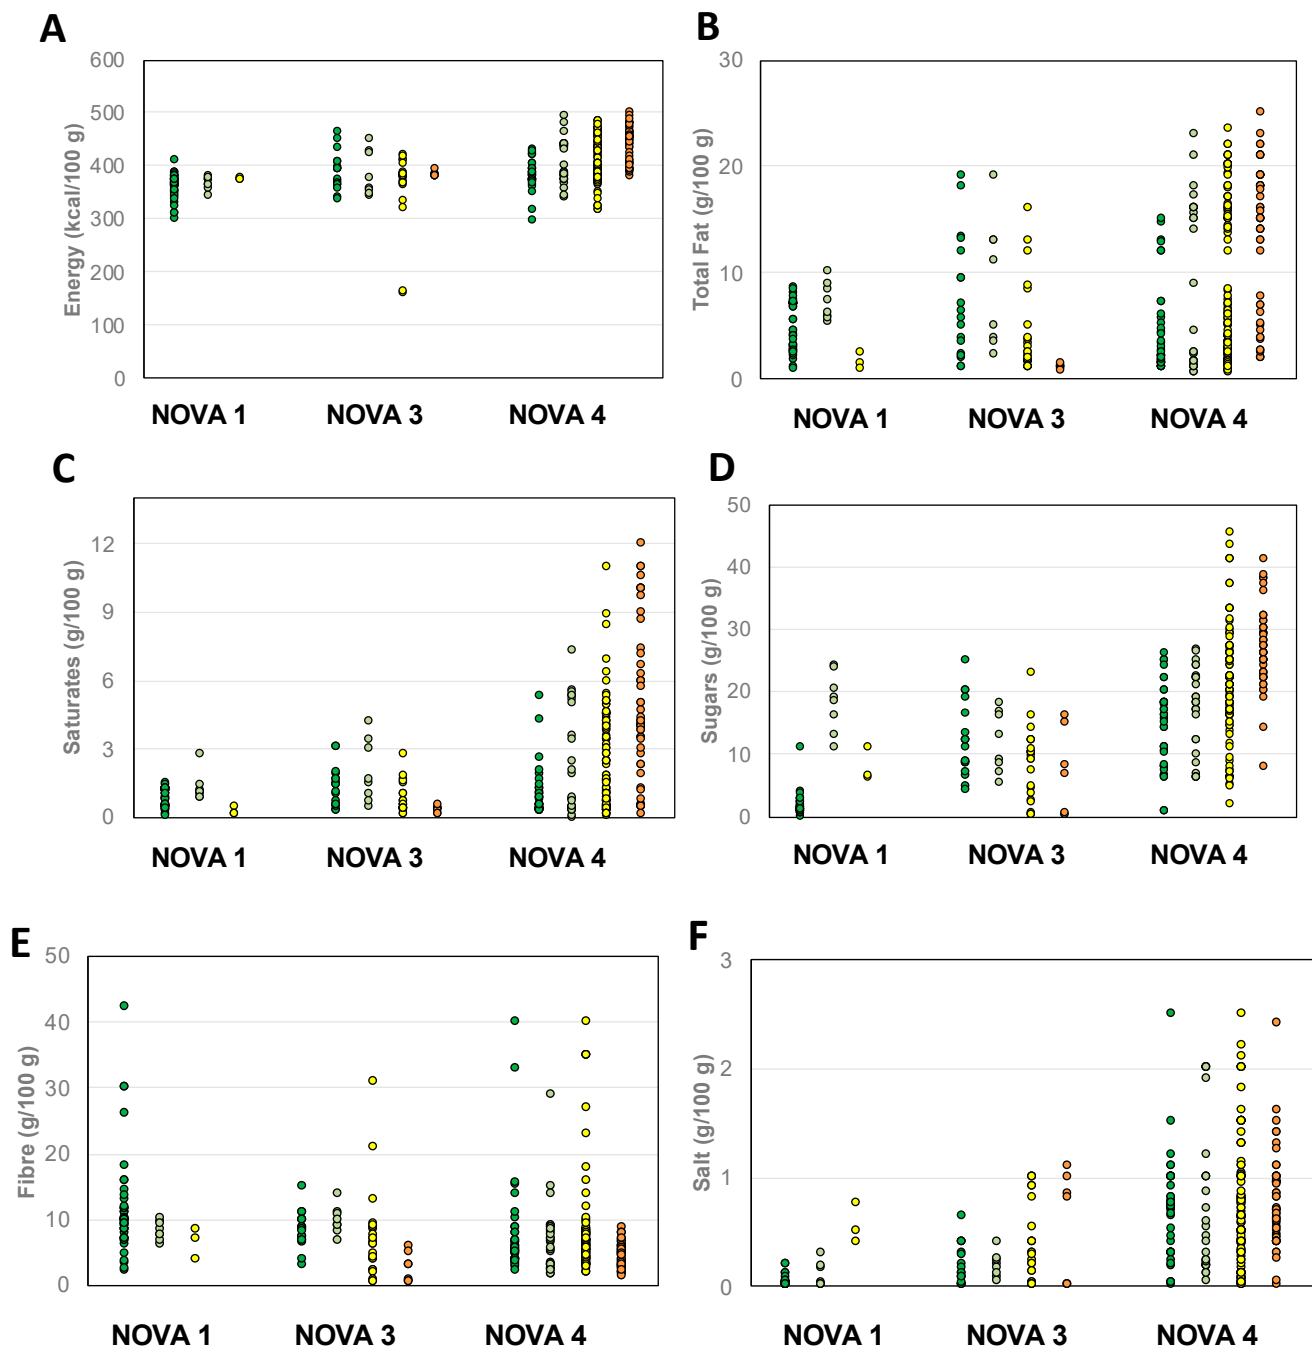 A
Energy (kcal/100 g)
600
500
400
300
200
100
0
NOVA 1 NOVA 3 NOVA 4
B
Total Fat (g/100 g)
30
20
10
0
NOVA 1 NOVA 3 NOVA 4
C
Saturates (g/100 g)
12
9
6
3
0
NOVA 1 NOVA 3 NOVA 4
D
Sugars (g/100 g)
50
40
30
20
10
0
NOVA 1 NOVA 3 NOVA 4
E
Fibre (g/100 g)
50
40
30
20
10
0
NOVA 1 NOVA 3 NOVA 4
F
Salt (g/100 g)
3
2
1
0
NOVA 1 NOVA 3 NOVA 4